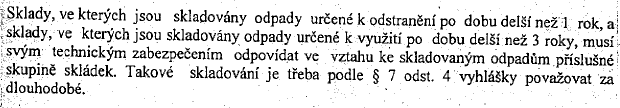 Sklady, ve kterých jsou skladovány odpady určené k odstranění po dobu delší než 1 rok, a
sklady, ve kterých jsou skladovány odpady určené k využití po dobu delší než 3 roky, musí
svým technickým zabezpečením odpovídat ve vztahu ke skladovaným odpadům příslušné
skupině skládek. Takové skladování je třeba podle § 7 odst. 4 vyhlášky považovat za
dlouhodobé.